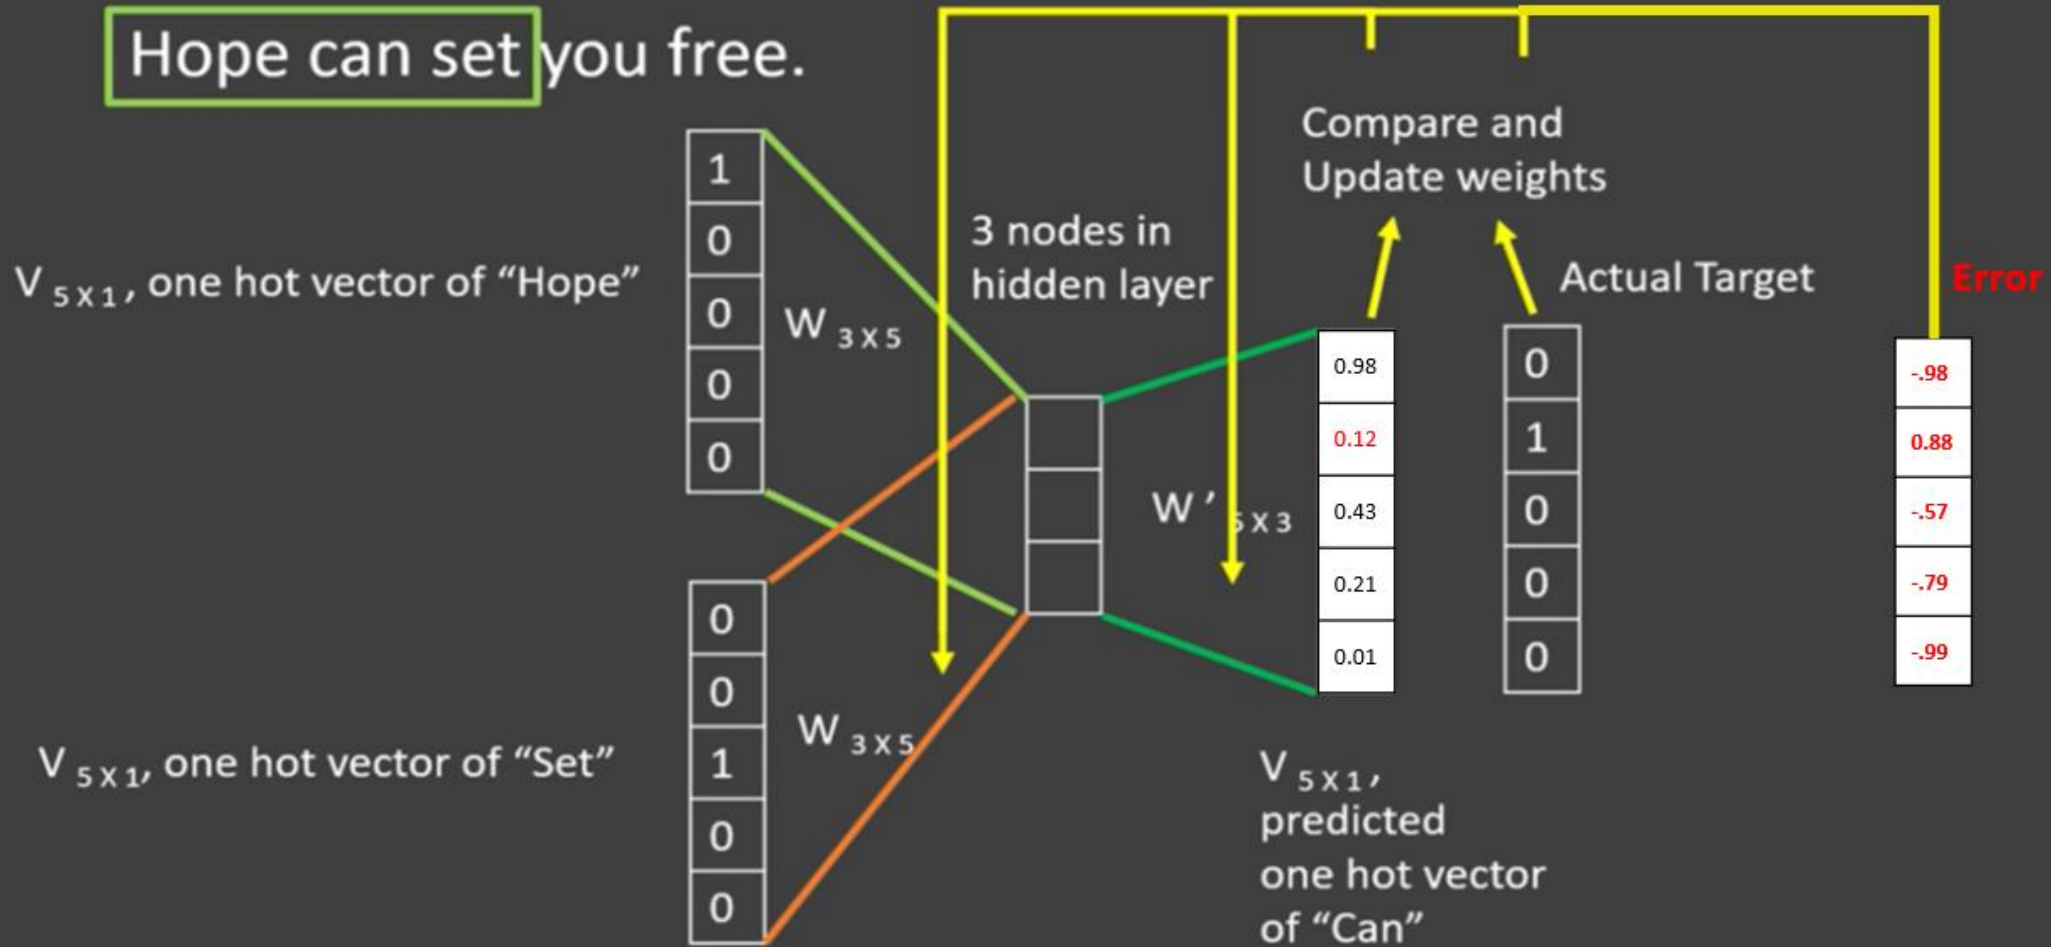 Hope can set you free.
V 5 X 1, one hot vector of “Hope”
1
0
0
0
0
W 3 X 5
3 nodes in
hidden layer
Compare and
Update weights
Actual Target
Error
V 5 X 1, one hot vector of “Set”
0
0
1
0
0
W 3 X 5
W ’ 5 X 3
0.98
0.12
0.43
0.21
0.01
0
1
0
0
0
-.98
0.88
-.57
-.79
-.99
V 5 X 1,
predicted
one hot vector
of “Can”